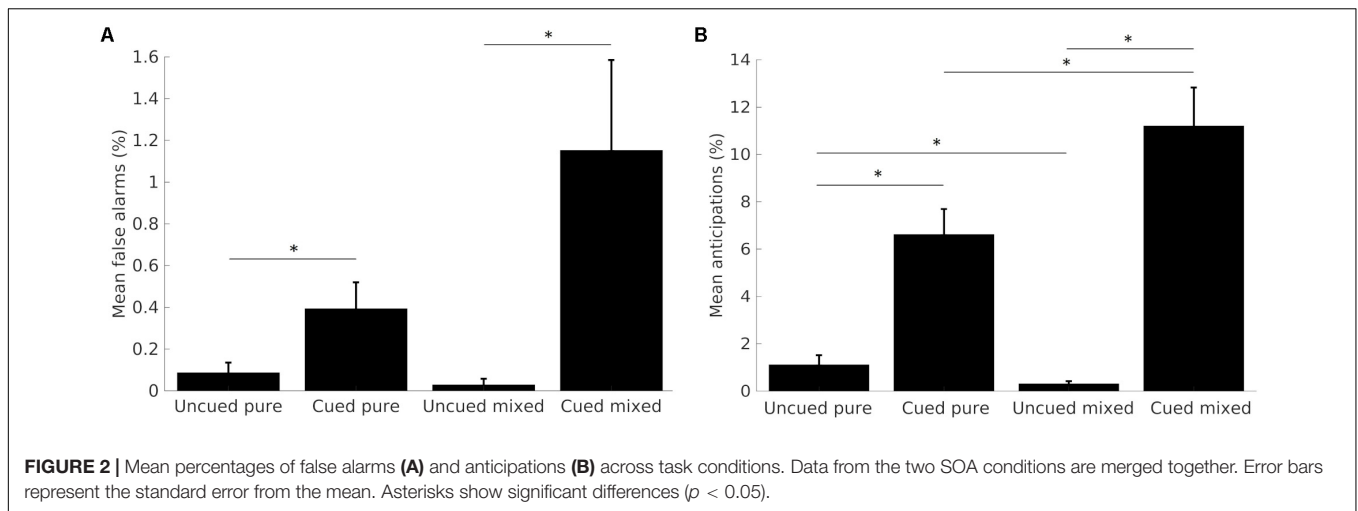 A
Mean false alarms (%)
1.6
1.4
1.2
1
0.8
0.6
0.4
0.2
0
*
*
Uncued pure Cued pure Uncued mixed Cued mixed
B
Mean anticipations (%)
14
12
10
8
6
4
2
0
*
*
*
*
Uncued pure Cued pure Uncued mixed Cued mixed
FIGURE 2 | Mean percentages of false alarms (A) and anticipations (B) across task conditions. Data from the two SOA conditions are merged together. Error bars
represent the standard error from the mean. Asterisks show significant differences (p < 0.05).